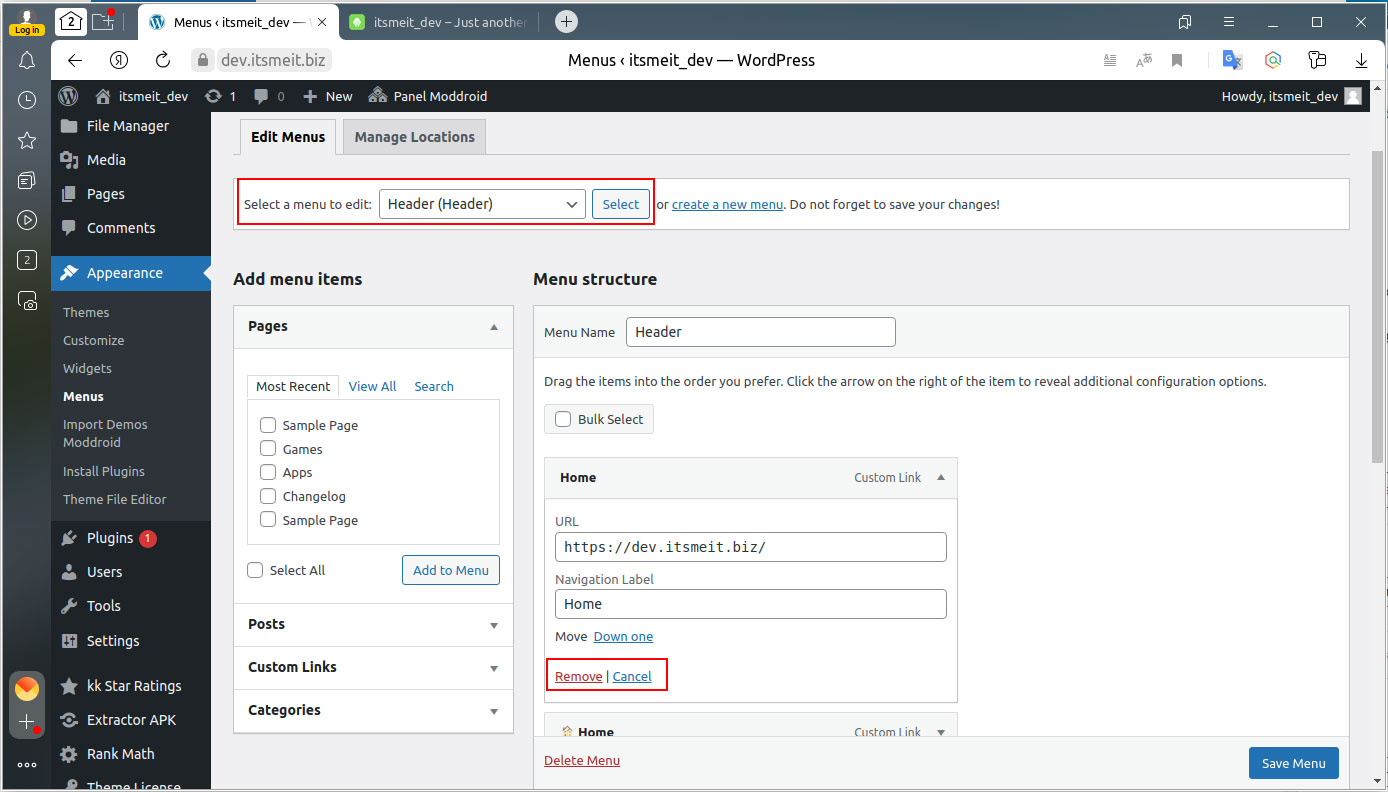 Log in
2
Menus ‹ itsmeit_dev — W
itsmeit_dev – Just another
dev.itsmeit.biz
Menus ‹ itsmeit_dev — WordPress
itsmeit_dev
1
0
New
Panel Moddroid
Howdy, itsmeit_dev
2
File Manager
Media
Pages
Comments
Appearance
Themes
Customize
Widgets
Menus
Import Demos
Moddroid
Install Plugins
Theme File Editor
Plugins 1
Users
Tools
Settings
kk Star Ratings
Extractor APK
Rank Math
Theme License
Edit Menus
Manage Locations
Select a menu to edit: Header (Header) Select or create a new menu. Do not forget to save your changes!
Add menu items
Pages
Most Recent View All Search
Sample Page
Games
Apps
Changelog
Sample Page
Select All Add to Menu
Posts
Custom Links
Categories
Menu structure
Menu Name Header
Drag the items into the order you prefer. Click the arrow on the right of the item to reveal additional configuration options.
Bulk Select
Home Custom Link
URL
https://dev.itsmeit.biz/
Navigation Label
Home
Move Down one
Remove | Cancel
Home Custom Link
Delete Menu
Save Menu